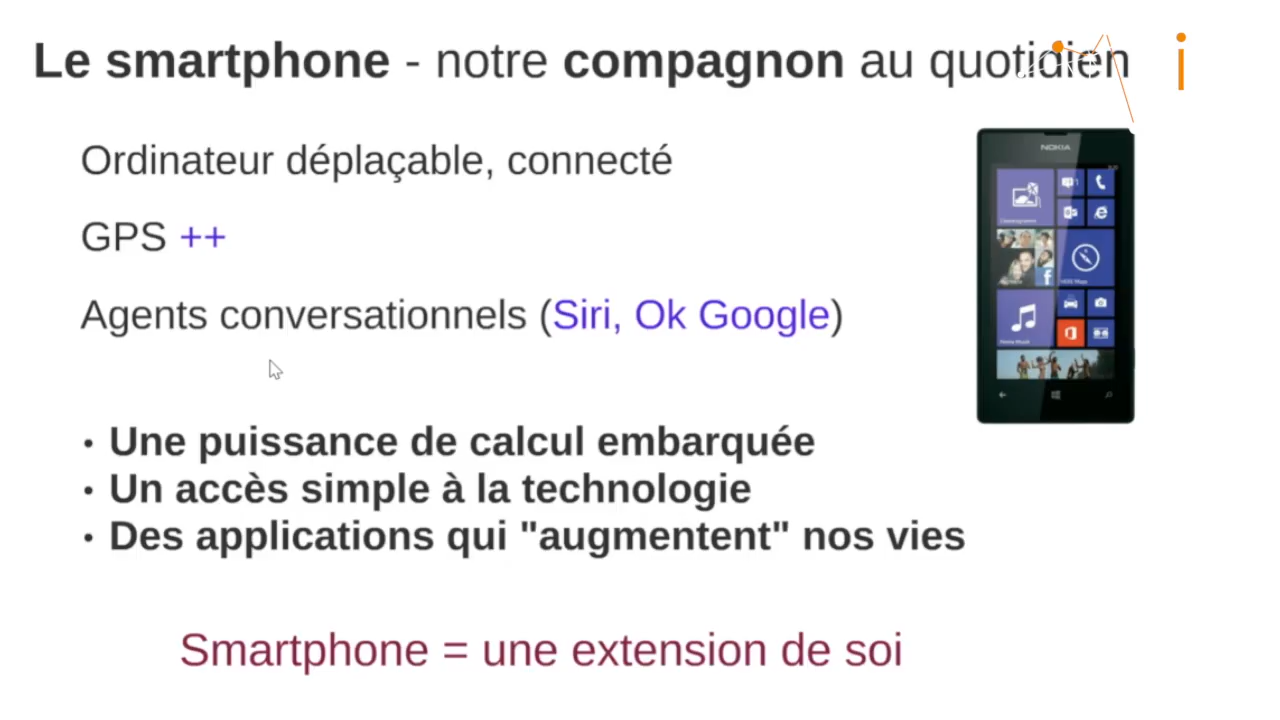 Le smartphone - notre compagnon au quotidien
Ordinateur déplaçable, connecté
GPS ++
Agents conversationnels (Siri, Ok Google)
• Une puissance de calcul embarquée
• Un accès simple à la technologie
• Des applications qui "augmentent" nos vies
Smartphone = une extension de soi
NOKIA